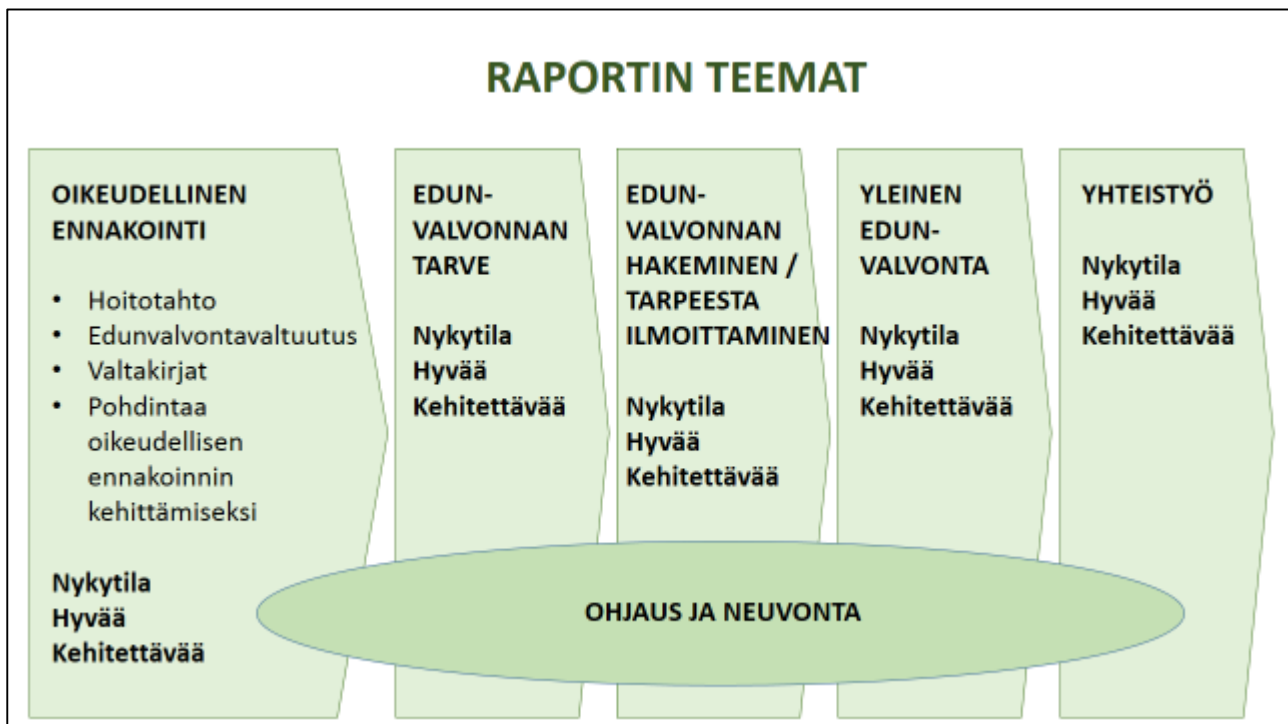 RAPORTIN TEEMAT
OIKEUDELLINEN
ENNAKOINTI
• Hoitotahto
• Edunvalvontavaltuutus
• Valtakirjat
• Pohdintaa
oikeudellisen
ennakoinnin
kehittämiseksi
Nykytila
Hyvää
Kehitettävää
EDUN-
VALVONNAN
TARVE
Nykytila
Hyvää
Kehitettävää
EDUN-
VALVONNAN
HAKEMINEN /
TARPEESTA
ILMOITTAMINEN
Nykytila
Hyvää
Kehitettävää
YLEINEN
EDUN-
VALVONTA
Nykytila
Hyvää
Kehitettävää
YHTEISTYÖ
Nykytila
Hyvää
Kehitettävää
OHJAUS JA NEUVONTA